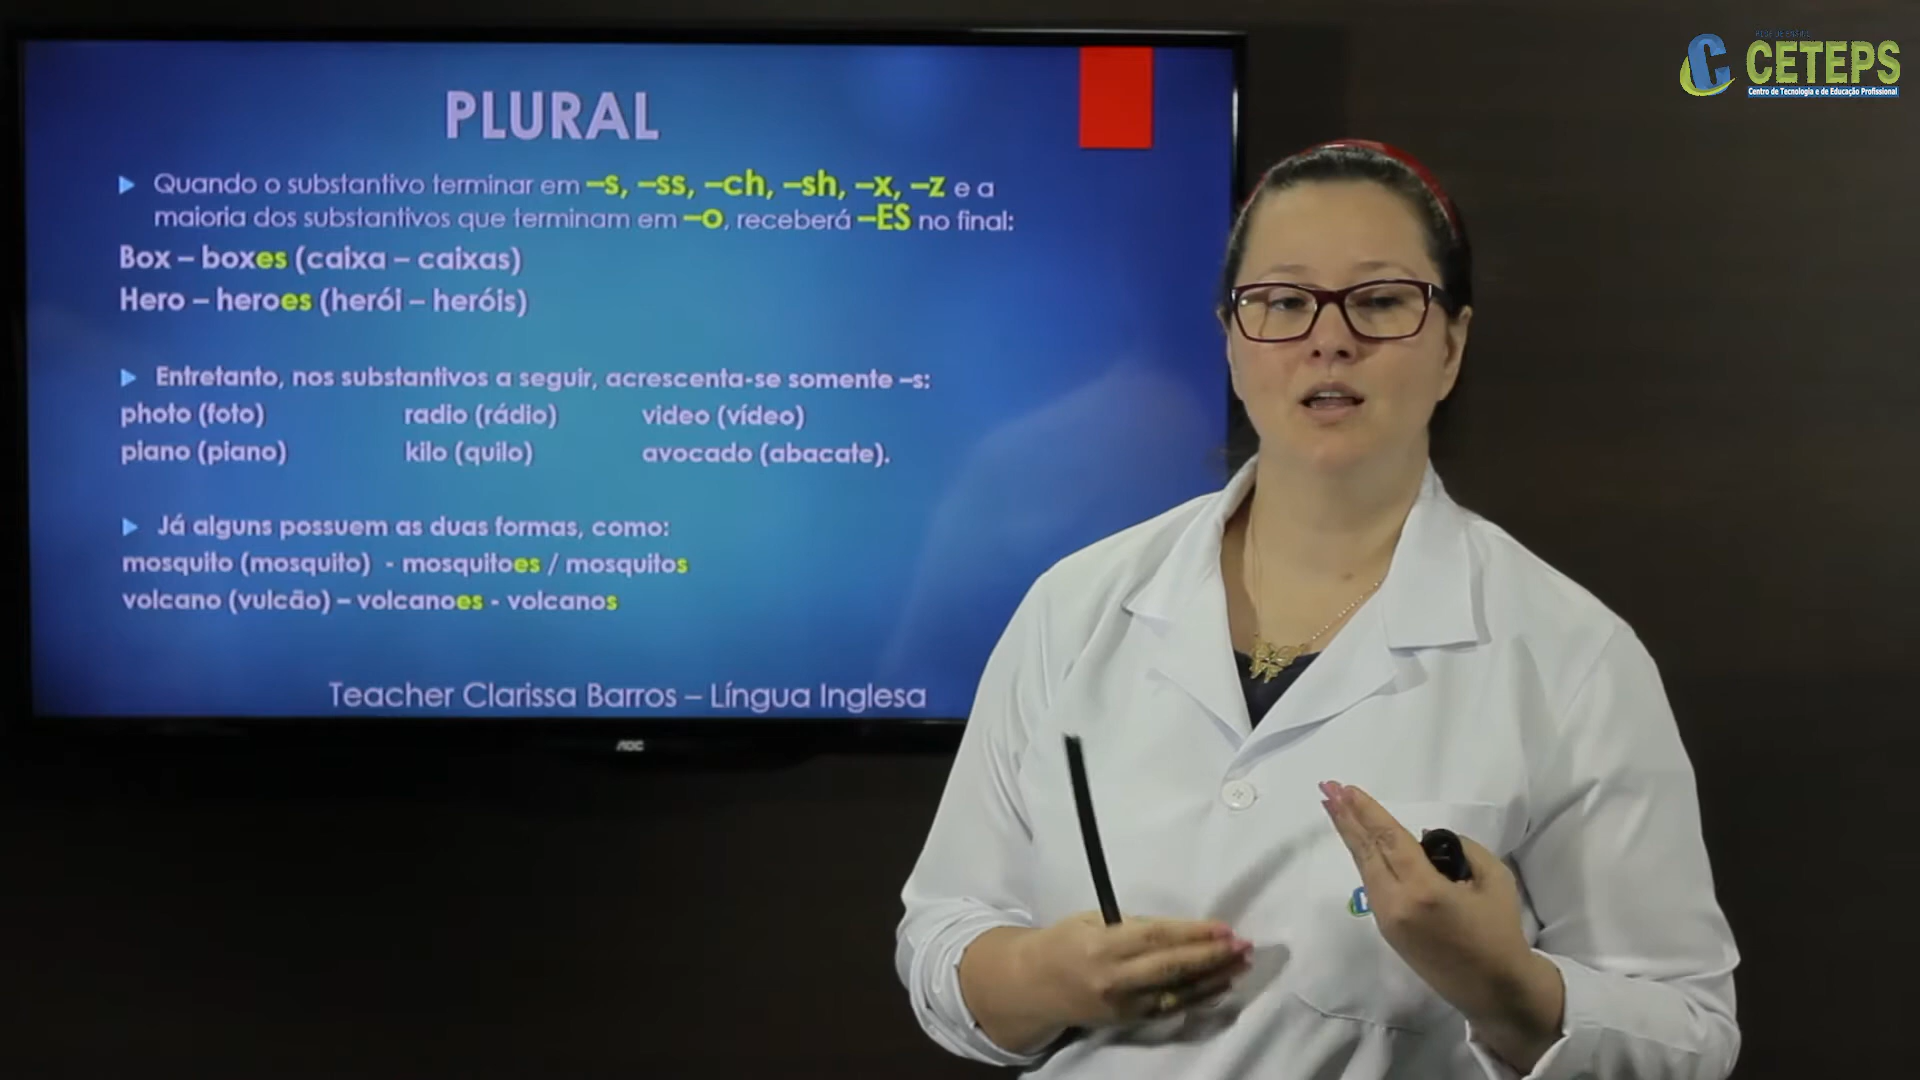 CETEPS
Centro de Tecnologia e de Educação Profissional
PLURAL
Quando o substantivo terminar em –s, –ss, –ch, –sh, –x, –z e a
maioria dos substantivos que terminam em –o, receberá –ES no final:
Box – boxes (caixa – caixas)
Hero – heroes (herói – heróis)
Entretanto, nos substantivos a seguir, acrescenta-se somente –s:
photo (foto) radio (rádio) video (vídeo)
piano (piano) kilo (quilo) avocado (abacate).
Já alguns possuem as duas formas, como:
mosquito (mosquito) - mosquitoes / mosquitos
volcano (vulcão) – volcanoes - volcanos
Teacher Clarissa Barros – Língua Inglesa
AOC